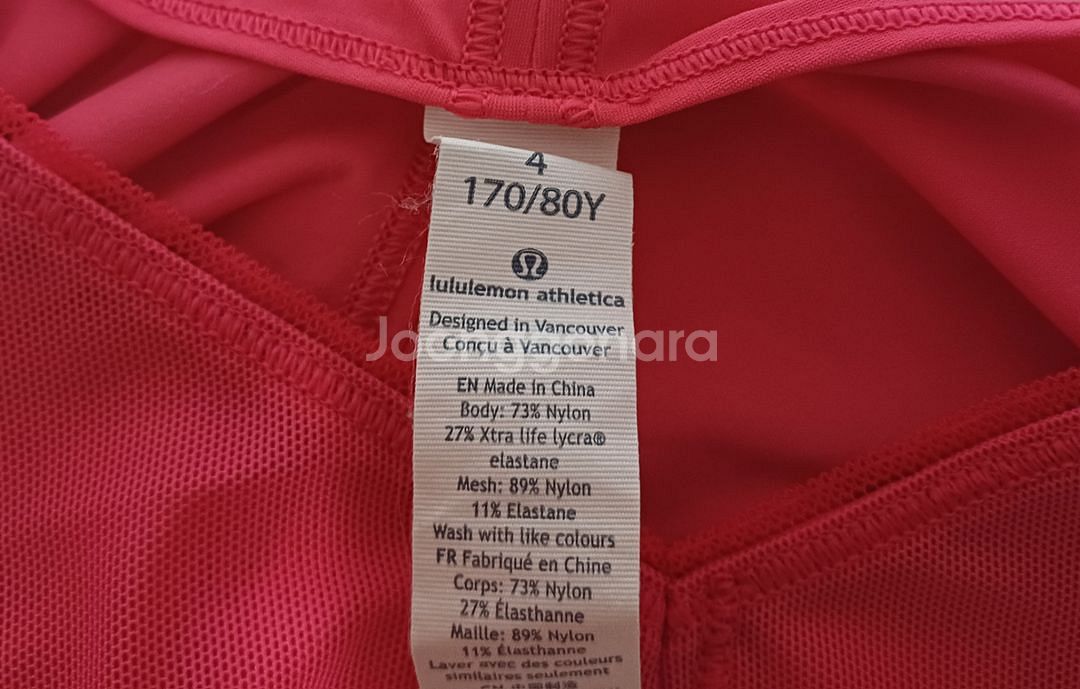 4
170/80Y
lululemon athletica
Designed in Vancouver
Conçu à Vancouver
EN Made in China
Body: 73% Nylon
27% Xtra life lycra®
elastane
Mesh: 89% Nylon
11% Elastane
Wash with like colours
FR Fabriqué en Chine
Corps: 73% Nylon
27% Élasthanne
Maille: 89% Nylon
11% Élasthanne
Laver avec des couleurs
similaires seulement